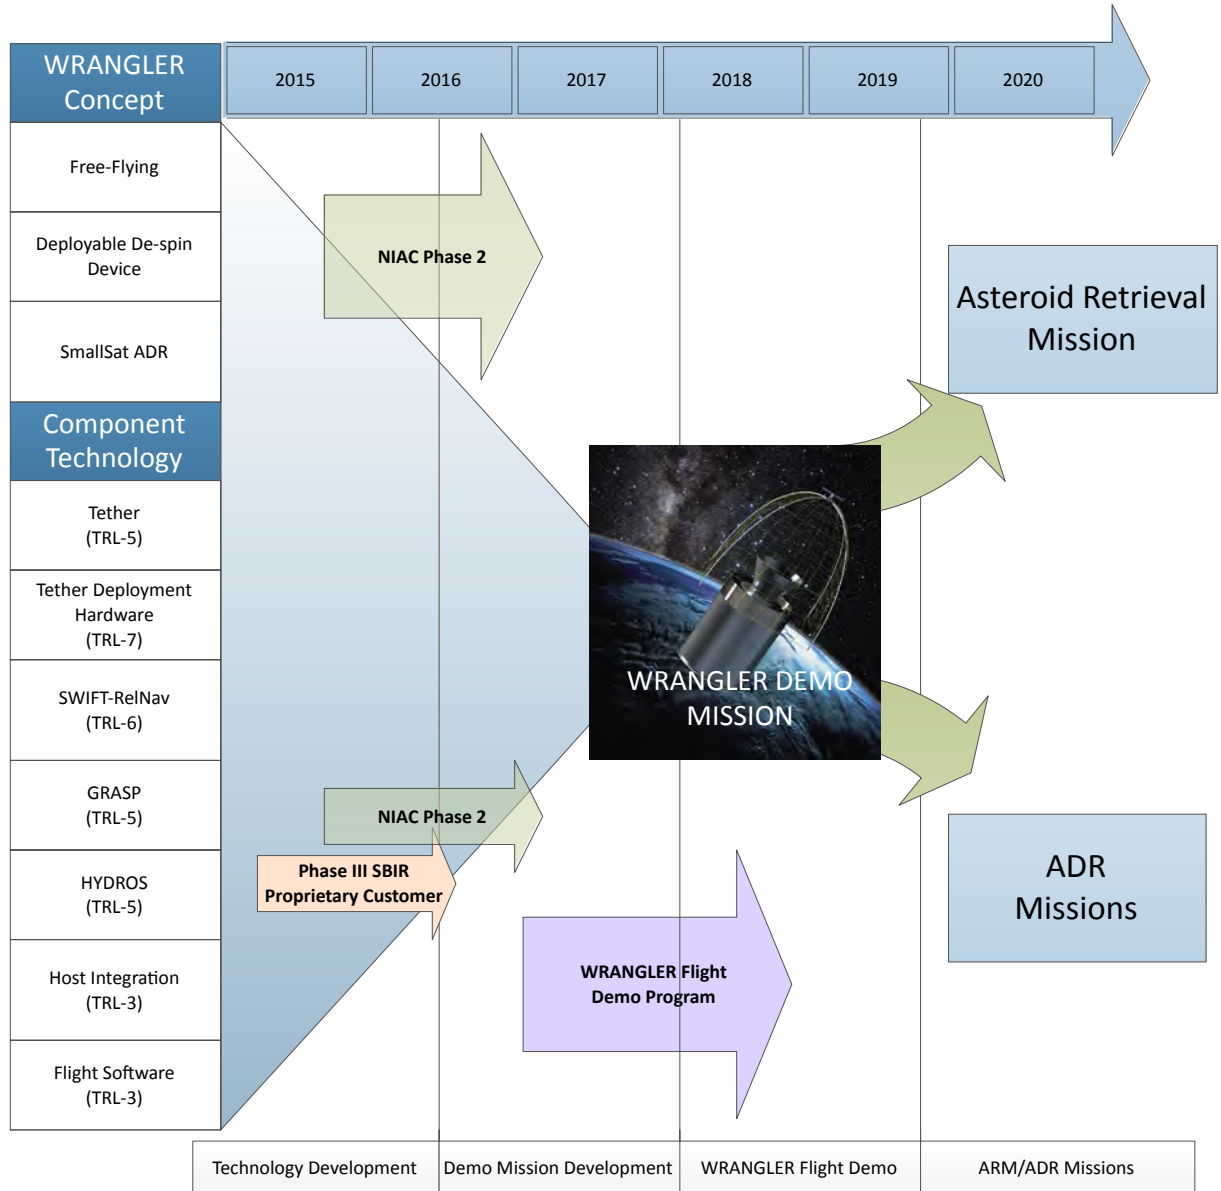 WRANGLER
Concept
2015
2016
2017
2018
2019
2020
Free-Flying
Deployable De-spin
Device
SmallSat ADR
NIAC Phase 2
Asteroid Retrieval
Mission
Component
Technology
Tether
(TRL-5)
Tether Deployment
Hardware
(TRL-7)
SWIFT-RelNav
(TRL-6)
WRANGLER DEMO
MISSION
GRASP
(TRL-5)
NIAC Phase 2
HYDROS
(TRL-5)
Phase III SBIR
Proprietary Customer
ADR
Missions
Host Integration
(TRL-3)
WRANGLER Flight
Demo Program
Flight Software
(TRL-3)
Technology Development
Demo Mission Development
WRANGLER Flight Demo
ARM/ADR Missions